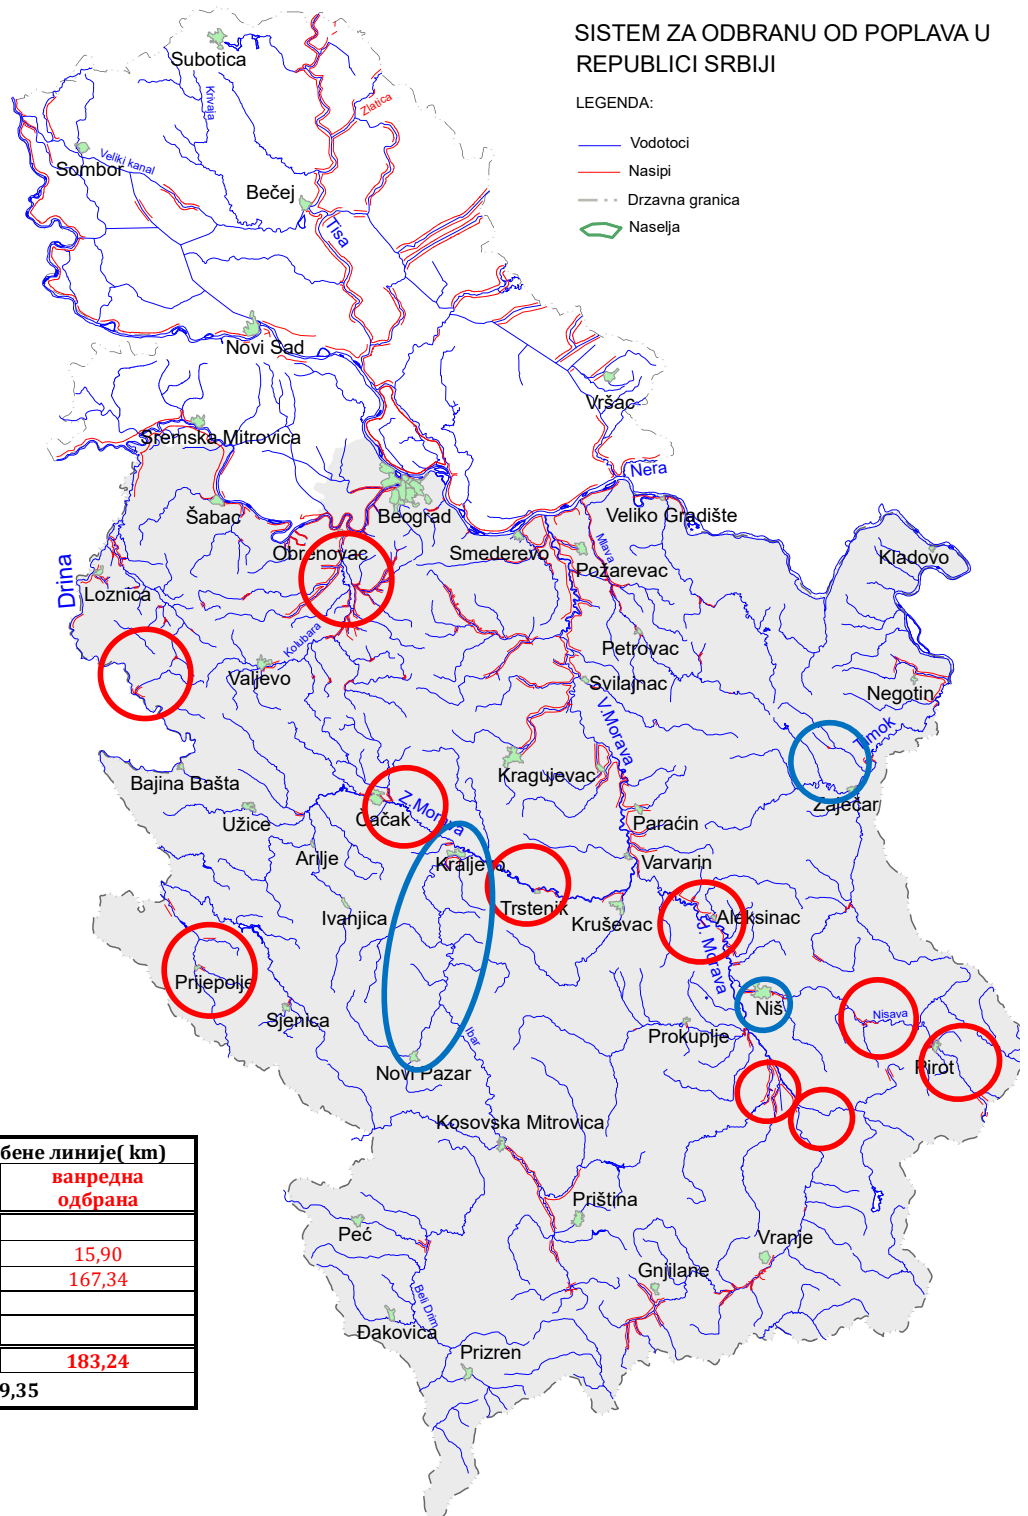 SISTEM ZA ODBRANU OD POPLAVA U
REPUBLICI SRBIJI
LEGENDA:
Vodotoci
Nasipi
Drzavna granica
Naselja
Subotica
Krivaja
Zlatica
Sombor
Veliki kanal
Bečej
Tisa
Novi Sad
Vršac
Sremska Mitrovica
Nera
Šabac
Beograd
Veliko Gradište
Obrenovac
Smederevo
Mlava
Požarevac
Kladovo
Drina
Loznica
Kolubara
Petrovac
Valjevo
Svilajnac
Negotin
V.Morava
Timok
Bajina Bašta
Kragujevac
Zaječar
Užice
Čačak
Z.Morava
Paraćin
Arilje
Kraljevo
Varvarin
Ivanjica
Trstenik
Kruševac
Aleksinac
J. Morava
Prijepolje
Sjenica
Niš
Nisava
Prokuplje
Pirot
Ibar
Novi Pazar
Kosovska Mitrovica
Priština
Peć
Vranje
Gnjilane
Beli Drim
Đakovica
Prizren
бене линије( km)
ванредна
одбрана
15,90
167,34
183,24
9,35